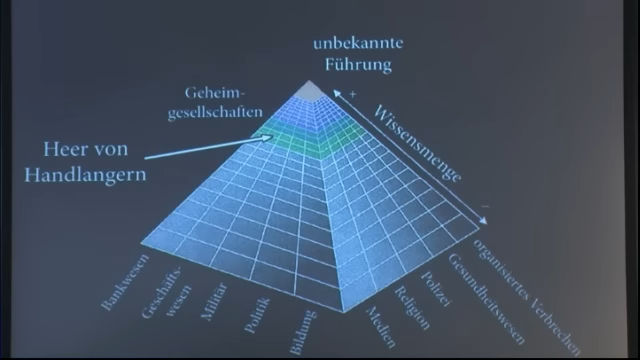 unbekannte
Führung
Geheim-
gesellschaften
+
Wissensmenge
–
Heer von
Handlangern
Bankwesen
Geschäfts-
wesen
Militär
Politik
Bildung
Medien
Religion
Polizei
Gesundheitswesen
organisiertes Verbrechen